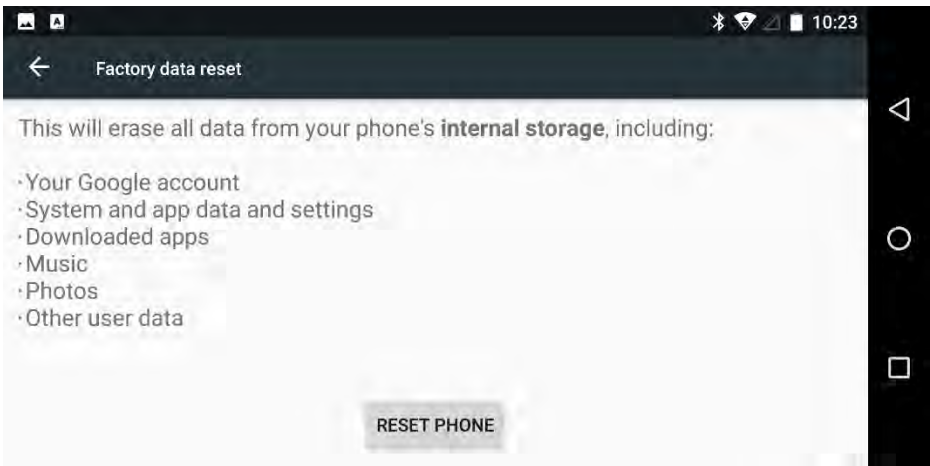 10:23
Factory data reset
This will erase all data from your phone's internal storage, including:
·Your Google account
·System and app data and settings
·Downloaded apps
·Music
·Photos
·Other user data
RESET PHONE